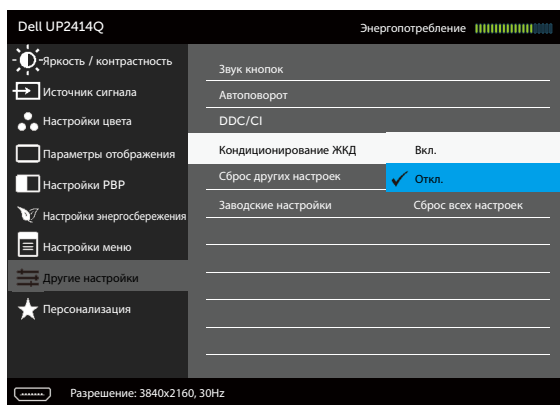 Dell UP2414Q
Энергопотребление
Яркость / контрастность
Источник сигнала
Настройки цвета
Параметры отображения
Настройки PBP
Настройки энергосбережения
Настройки меню
Другие настройки
Персонализация
Звук кнопок
Автоповорот
DDC/CI
Кондиционирование ЖКД Вкл.
Сброс других настроек Откл.
Заводские настройки Сброс всех настроек
Разрешение: 3840x2160, 30Hz